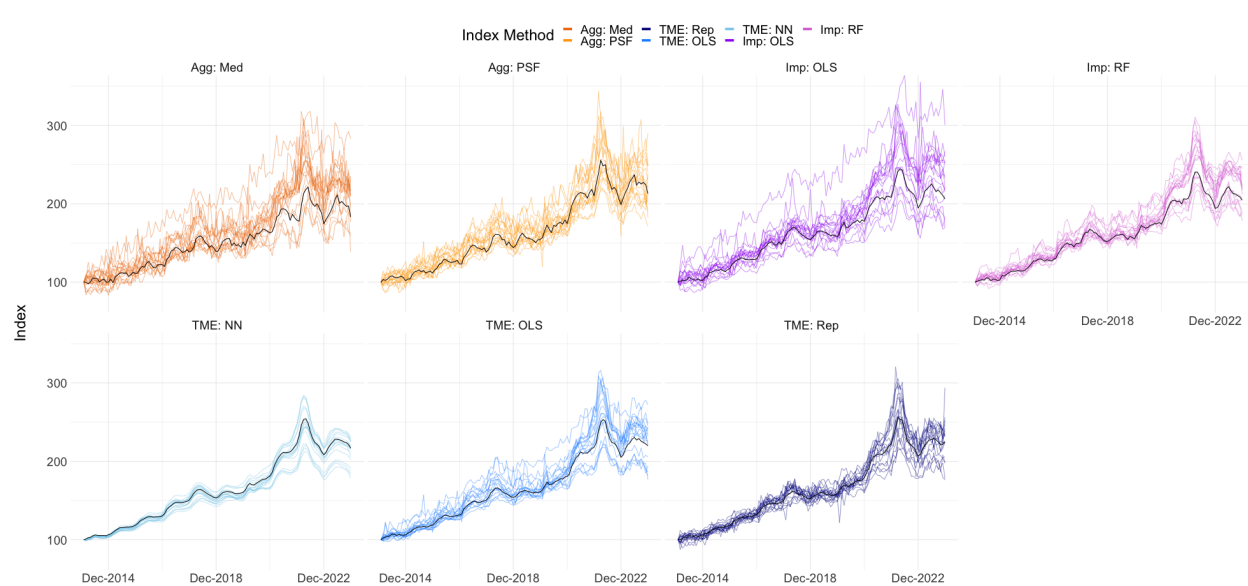 Index Method Agg: Med TME: Rep TME: NN Imp: RF
Agg: PSF TME: OLS Imp: OLS
Agg: Med Agg: PSF Imp: OLS Imp: RF
300
200
100
Dec-2014 Dec-2018 Dec-2022
Index
TME: NN TME: OLS TME: Rep
300
200
100
Dec-2014 Dec-2018 Dec-2022 Dec-2014 Dec-2018 Dec-2022 Dec-2014 Dec-2018 Dec-2022